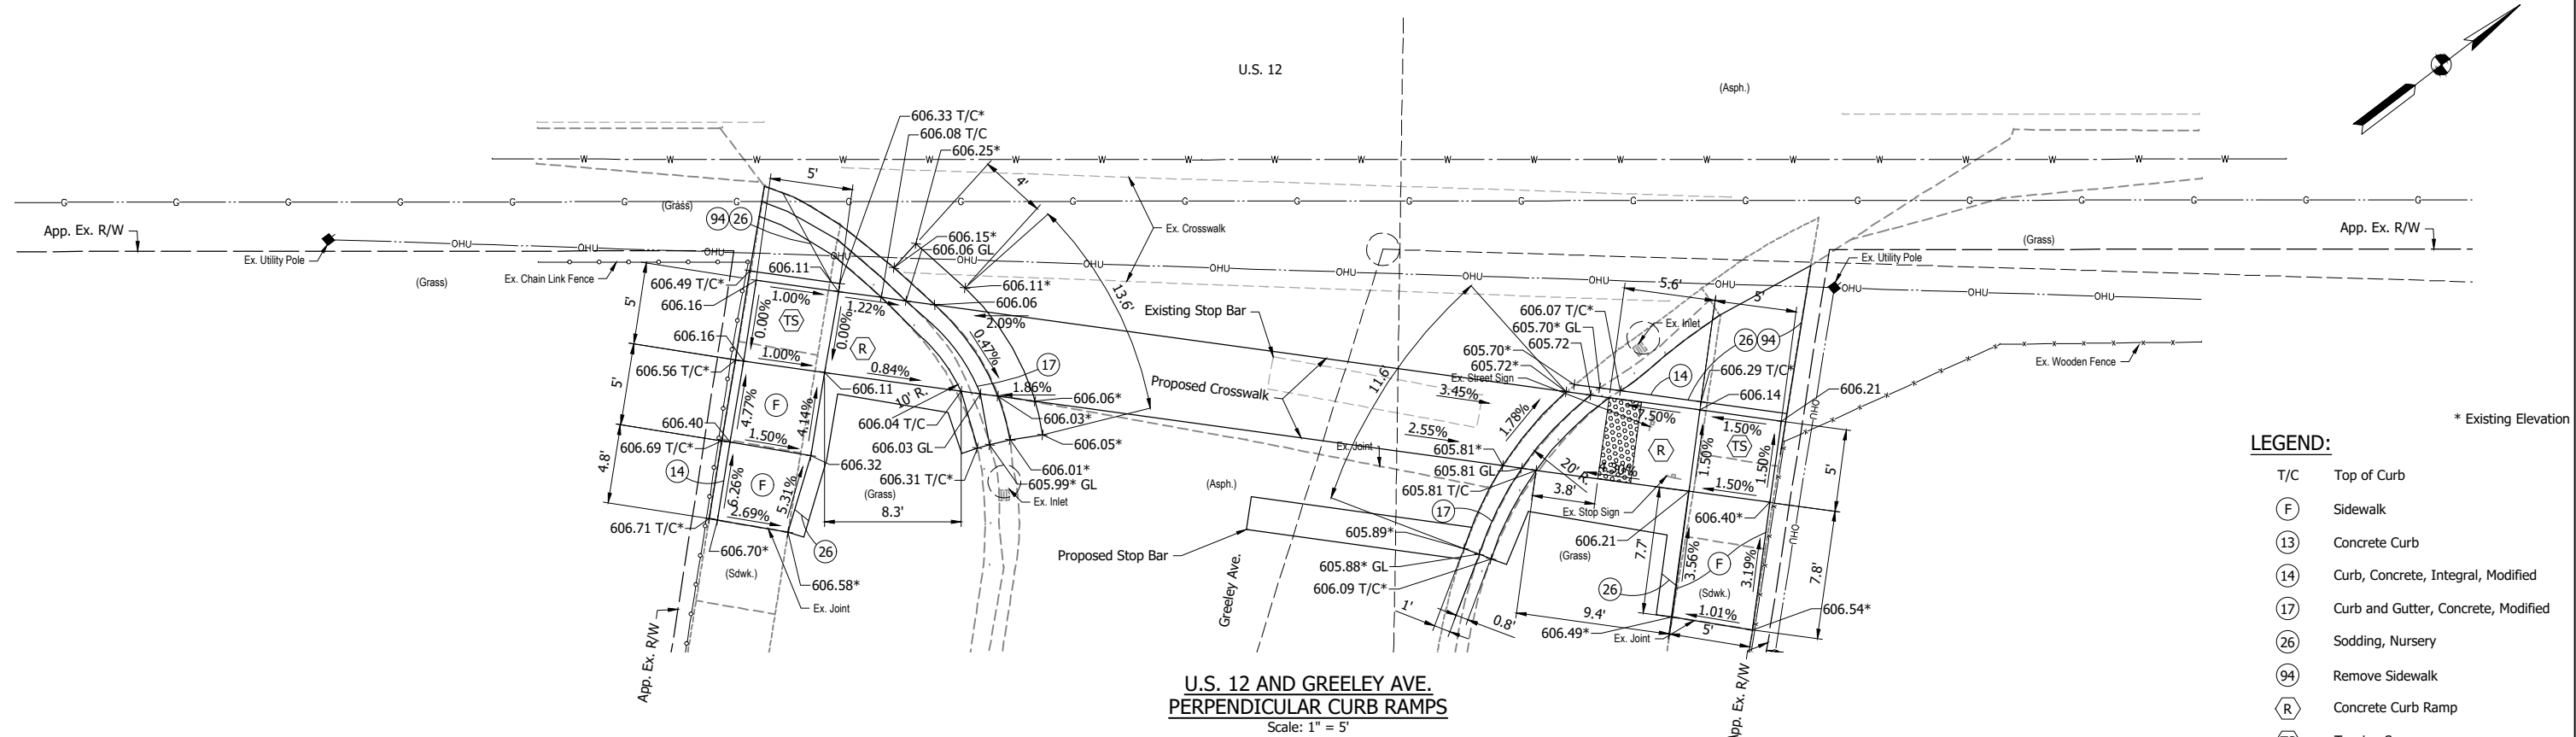 U.S. 12
(Asph.)
606.33 T/C*
606.08 T/C
606.25*
5'
4'
W W W W W W W W W W W W W W W W W W W W
G G G G G G G G G G G G G G G G G G G G G G
(Grass)
94 26
Ex. Crosswalk
App. Ex. R/W
606.15*
606.06 GL
App. Ex. R/W
(Grass)
OHU OHU OHU OHU OHU OHU OHU OHU OHU OHU OHU OHU OHU
Ex. Utility Pole
Ex. Utility Pole
606.11
(Grass)
Ex. Chain Link Fence
606.49 T/C*
606.11*
5.6'
5'
5'
606.16
1.00%
606.06
13.6'
1.22%
0.00%
TS
0.00%
Existing Stop Bar
606.07 T/C*
2.09%
605.70* GL
Ex. Inlet
R
0.47%
605.72
26 94
606.16
605.70*
1.00%
17
605.72*
Ex. Wooden Fence
606.56 T/C*
0.84%
Ex. Street Sign
14
606.29 T/C*
606.21
5'
606.11
1.86%
Proposed Crosswalk
11.6'
3.45%
606.14
10' R.
606.06*
7.50%
F
4.77%
4.14%
606.04 T/C
606.03*
1.78%
1.50%
* Existing Elevation
606.40
1.50%
2.55%
Ex. Joint
R
TS
LEGEND:
606.69 T/C*
606.03 GL
605.81*
1.50%
1.50%
5'
606.32
606.05*
605.81 GL
20' R.
T/C Top of Curb
4.8'
14
606.31 T/C*
606.01*
605.81 T/C
3.8'
1.50%
F
(Grass)
605.99* GL
(Asph.)
F Sidewalk
6.26%
5.31%
Ex. Inlet
17
Ex. Stop Sign
606.40*
2.69%
8.3'
606.71 T/C*
605.89*
606.21
13 Concrete Curb
606.70*
26
Proposed Stop Bar
(Grass)
7.7'
3.56%
F
3.19%
7.8'
(Sdwk.)
605.88* GL
14 Curb, Concrete, Integral, Modified
606.58*
606.09 T/C*
26
(Sdwk.)
Ex. Joint
Greeley Ave.
1'
0.8'
9.4'
1.01%
606.54*
17 Curb and Gutter, Concrete, Modified
606.49*
Ex. Joint
5'
26 Sodding, Nursery
App. Ex. R/W
App. Ex. R/W
94 Remove Sidewalk
U.S. 12 AND GREELEY AVE.
PERPENDICULAR CURB RAMPS
Scale: 1" = 5'
R Concrete Curb Ramp